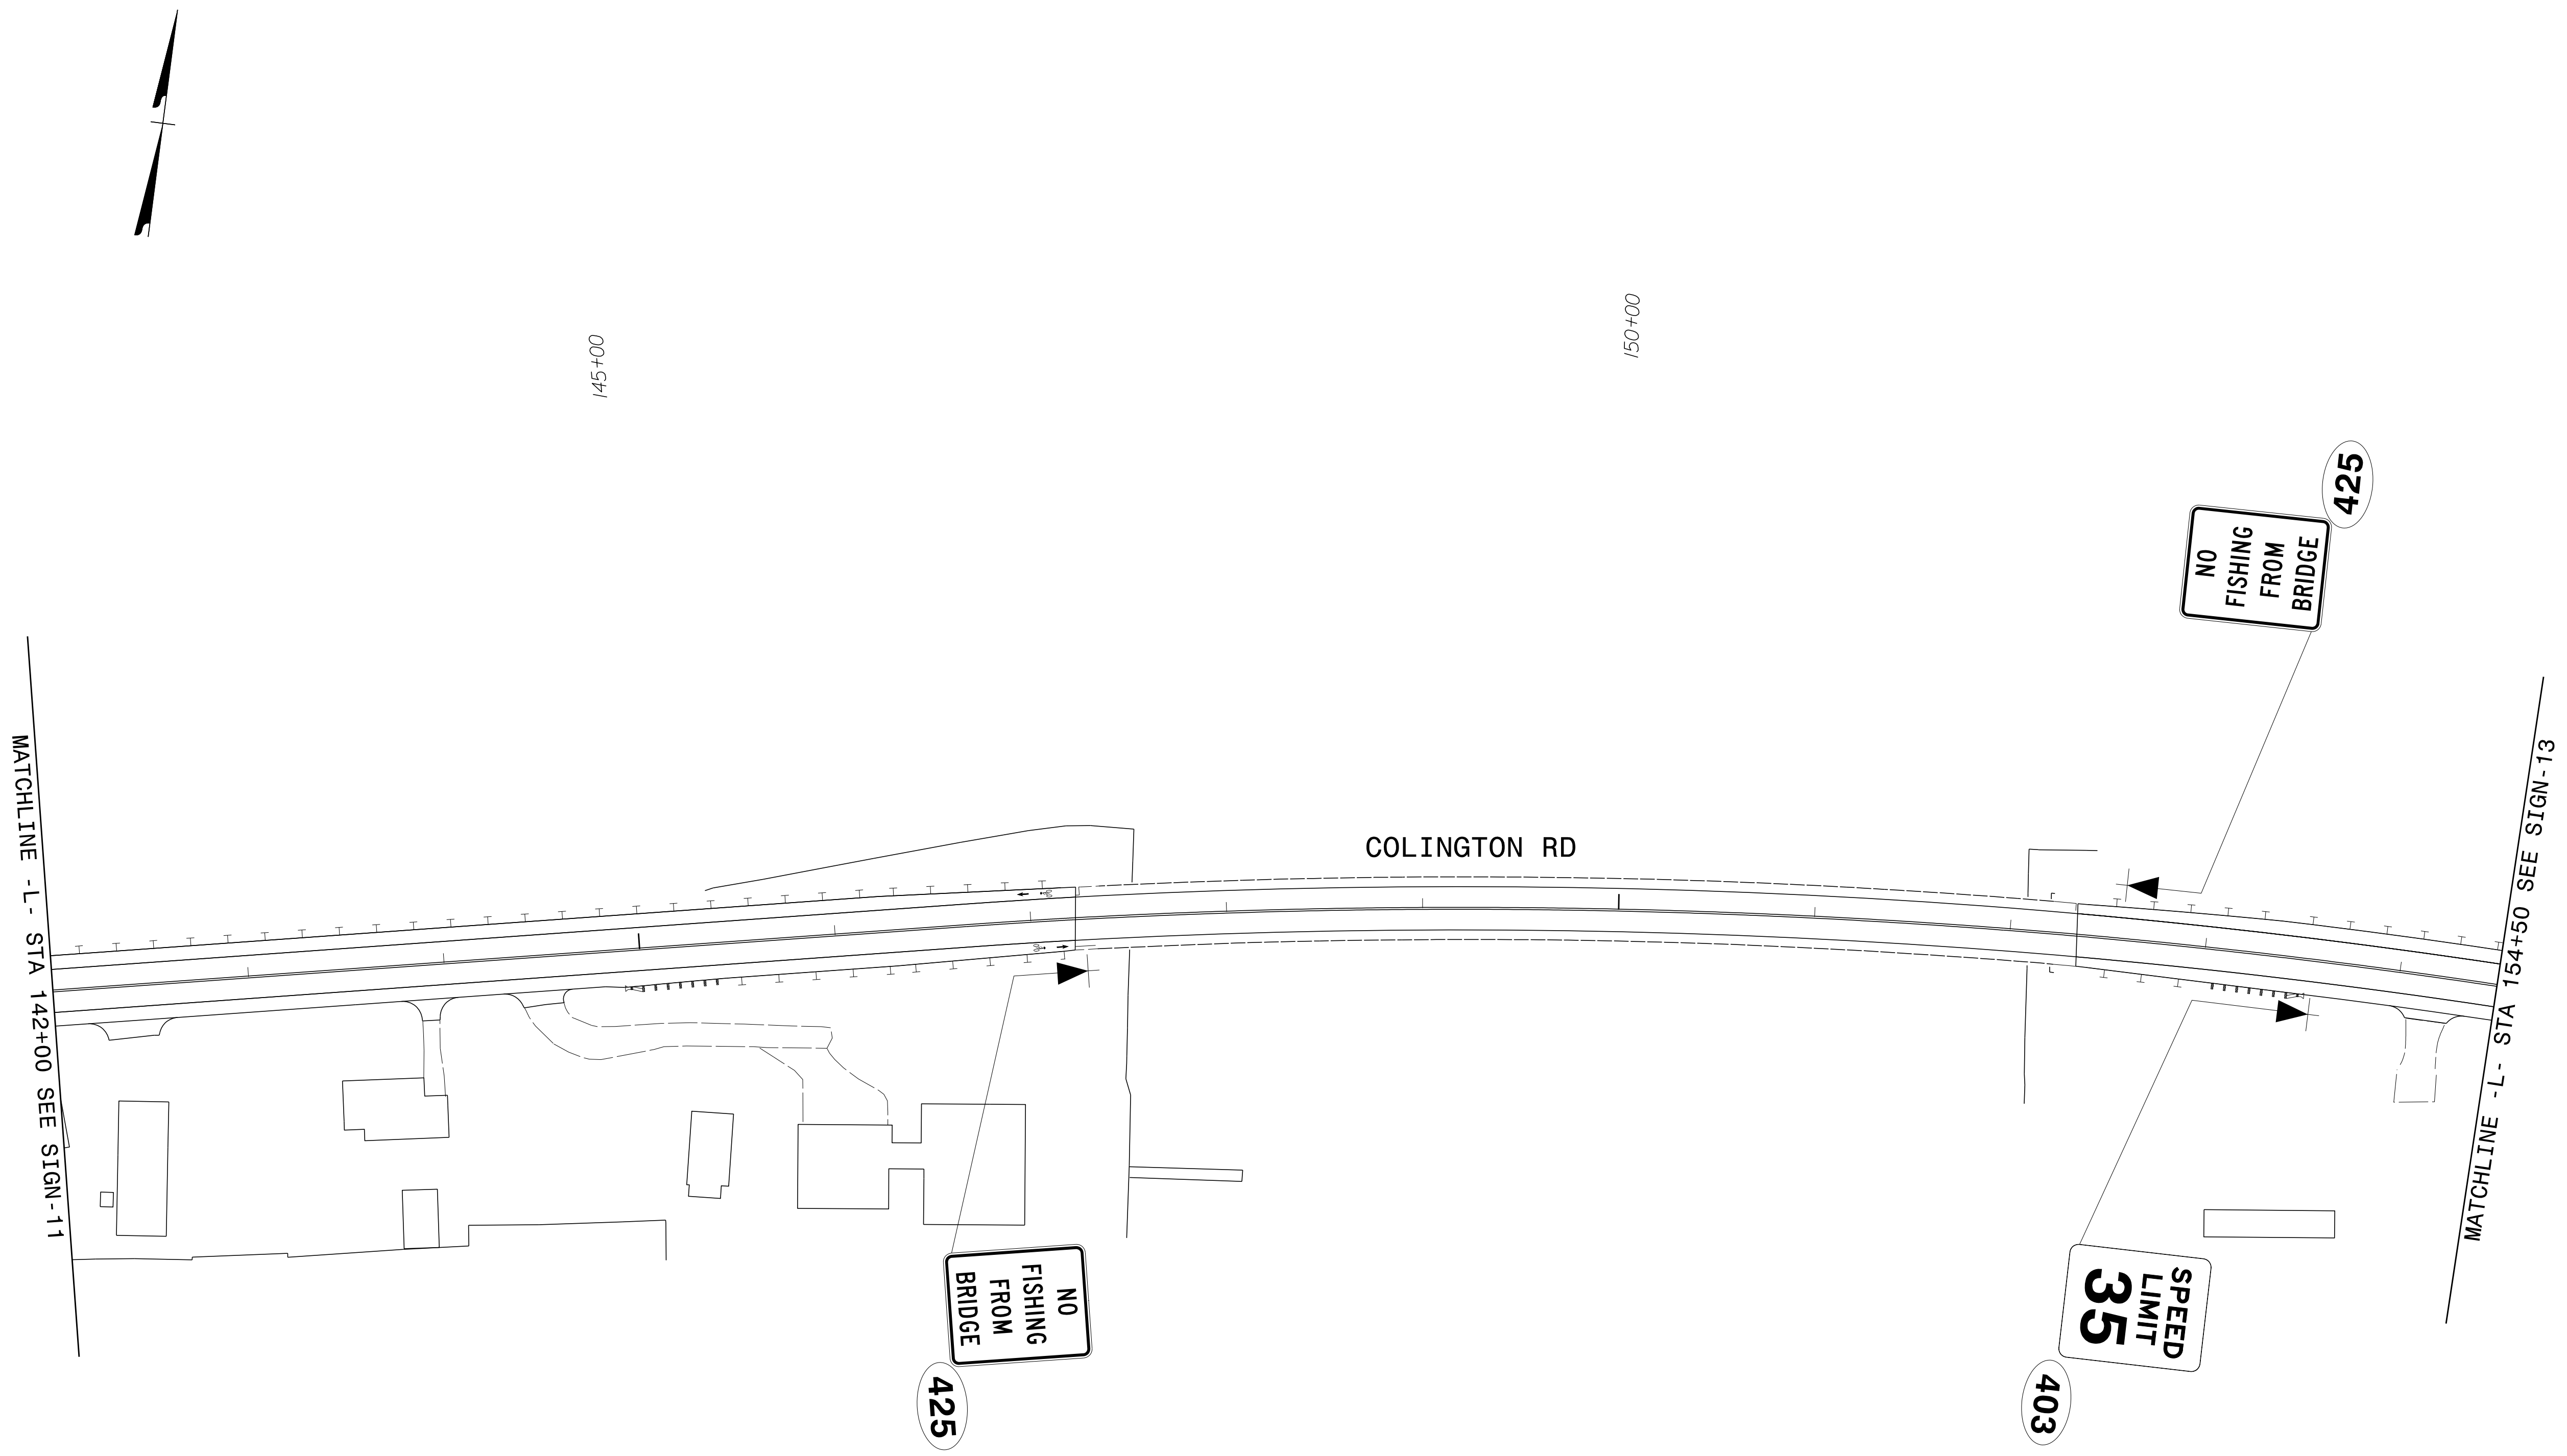 145+00
150+00
425
NO
FISHING
FROM
BRIDGE
MATCHLINE -L- STA 142+00 SEE SIGN-11
COLINGTON RD
MATCHLINE -L- STA 154+50 SEE SIGN-13
NO
FISHING
FROM
BRIDGE
425
SPEED
LIMIT
35
403